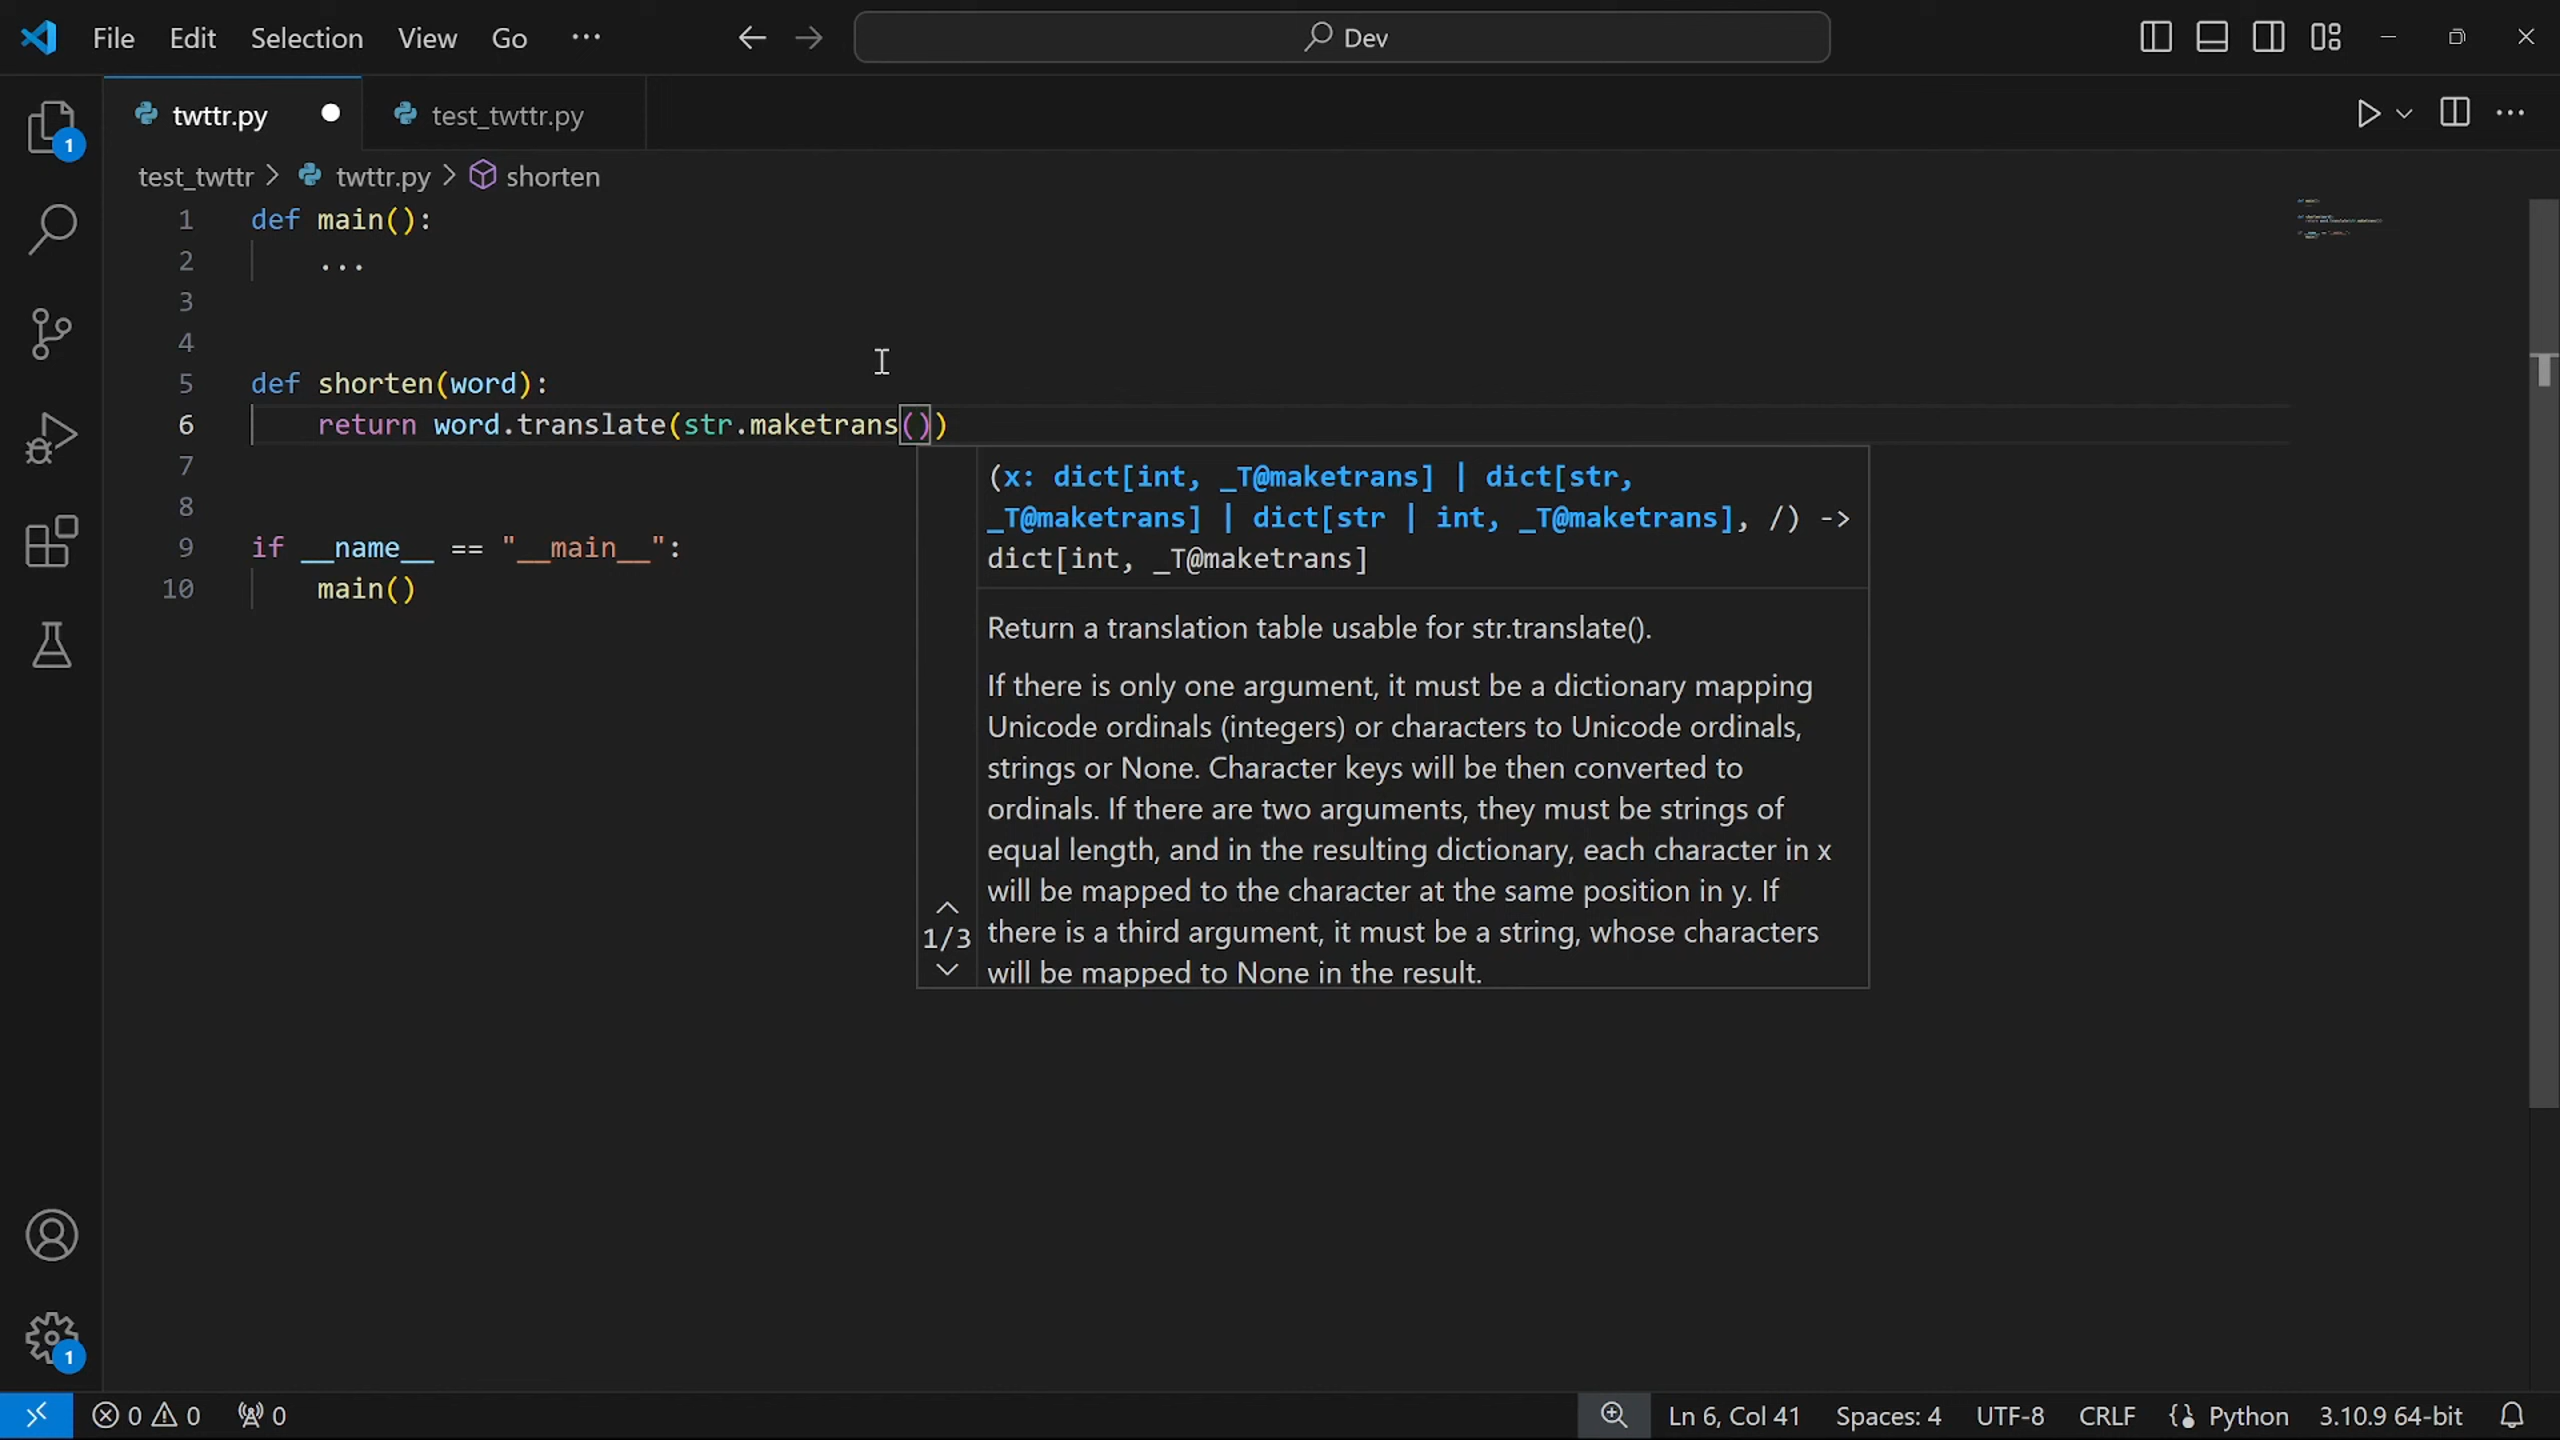 File Edit Selection View Go ··· Dev
twttr.py test_twttr.py
test_twttr > twttr.py > shorten
1 def main():
2     ...
3
4
5 def shorten(word):
6     return word.translate(str.maketrans())
7
8
9 if __name__ == "__main__":
10     main()
(x: dict[int, _T@maketrans] | dict[str,
_T@maketrans] | dict[str | int, _T@maketrans], /) ->
dict[int, _T@maketrans]
Return a translation table usable for str.translate().
If there is only one argument, it must be a dictionary mapping
Unicode ordinals (integers) or characters to Unicode ordinals,
strings or None. Character keys will be then converted to
ordinals. If there are two arguments, they must be strings of
equal length, and in the resulting dictionary, each character in x
will be mapped to the character at the same position in y. If
there is a third argument, it must be a string, whose characters
will be mapped to None in the result.
1/3
1
1
0 0 0 Ln 6, Col 41 Spaces: 4 UTF-8 CRLF Python 3.10.9 64-bit